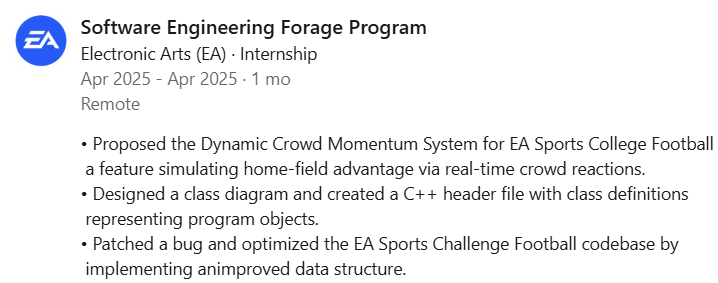 EA
Software Engineering Forage Program
Electronic Arts (EA) · Internship
Apr 2025 - Apr 2025 · 1 mo
Remote
• Proposed the Dynamic Crowd Momentum System for EA Sports College Football
a feature simulating home-field advantage via real-time crowd reactions.
• Designed a class diagram and created a C++ header file with class definitions
representing program objects.
• Patched a bug and optimized the EA Sports Challenge Football codebase by
implementing animproved data structure.